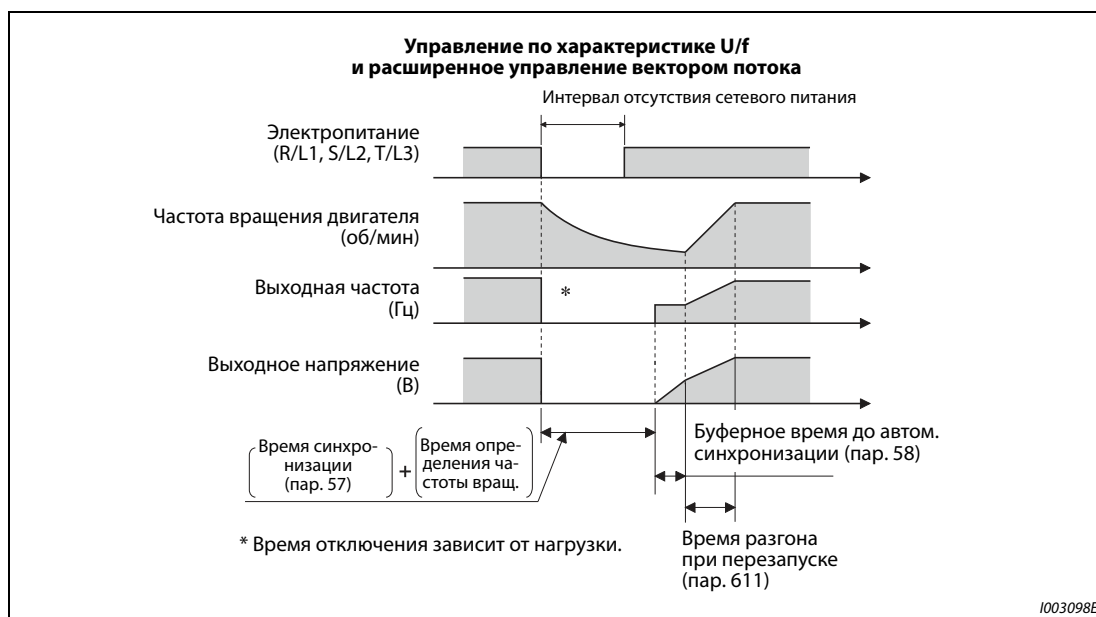 Управление по характеристике U/f
и расширенное управление вектором потока
Интервал отсутствия сетевого питания
Электропитание
(R/L1, S/L2, T/L3)
Частота вращения двигателя
(об/мин)
Выходная частота
(Гц)
*
Выходное напряжение
(В)
Время синхро-
низации
(пар. 57)
+
Время опре-
деления ча-
стоты вращ.
Буферное время до автом.
синхронизации (пар. 58)
* Время отключения зависит от нагрузки.
Время разгона
при перезапуске
(пар. 611)
I003098E